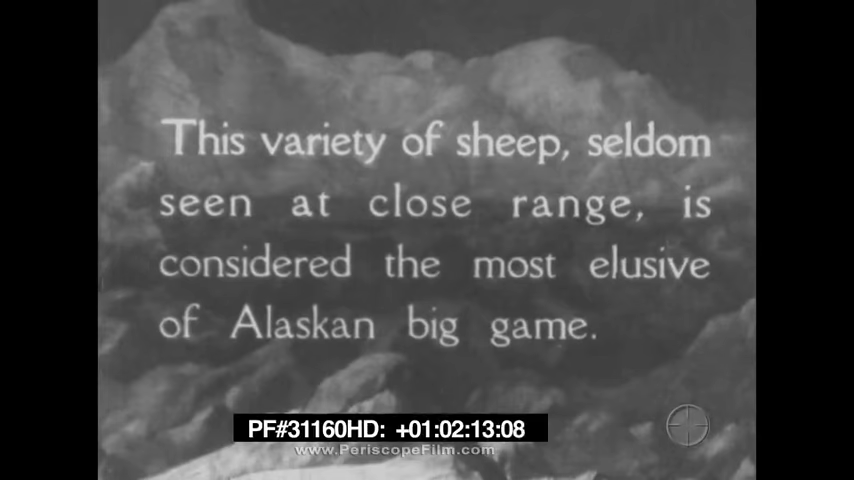 This variety of sheep, seldom
seen at close range, is
considered the most elusive
of Alaskan big game.
PF#31160HD: +01:02:13:08
www.PeriscopeFilm.com